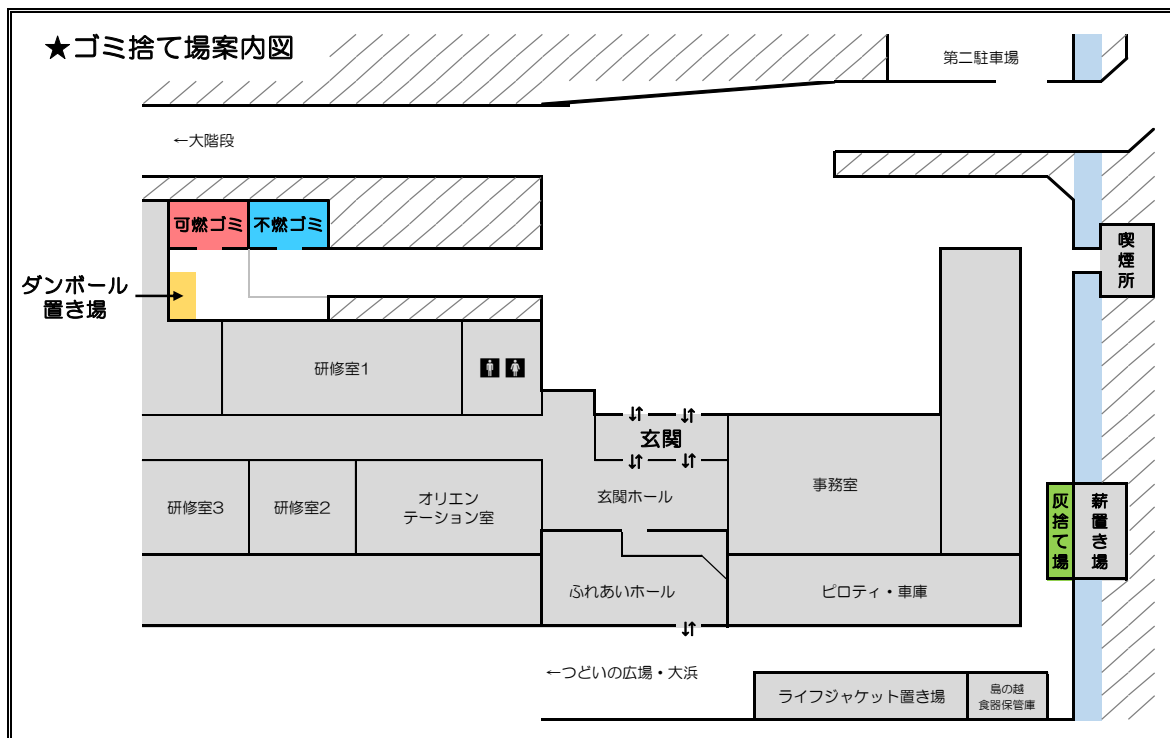 ★ゴミ捨て場案内図
第二駐車場
←大階段
可燃ゴミ
不燃ゴミ
喫煙所
ダンボール
置き場
研修室1
玄関
玄関ホール
事務室
研修室3
研修室2
オリエン
テーション室
灰捨て場
薪置き場
ふれあいホール
ピロティ・車庫
←つどいの広場・大浜
ライフジャケット置き場
島の越
食器保管庫